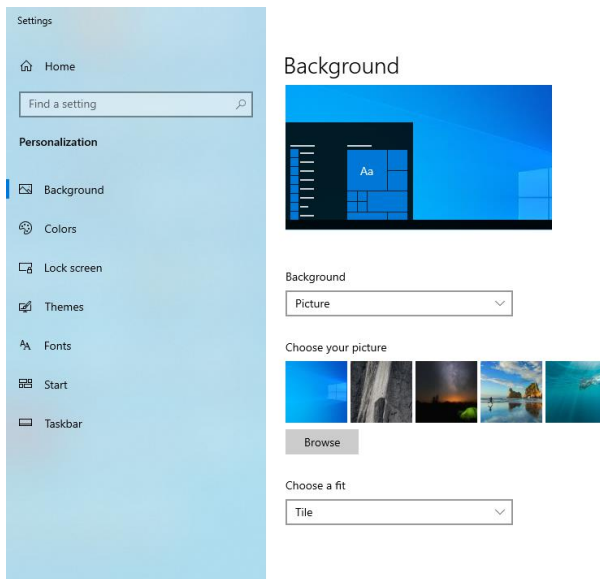 Settings
Home
Find a setting
Personalization
Background
Colors
Lock screen
Themes
Fonts
Start
Taskbar
Background
Aa
Background
Picture
Choose your picture
Browse
Choose a fit
Tile